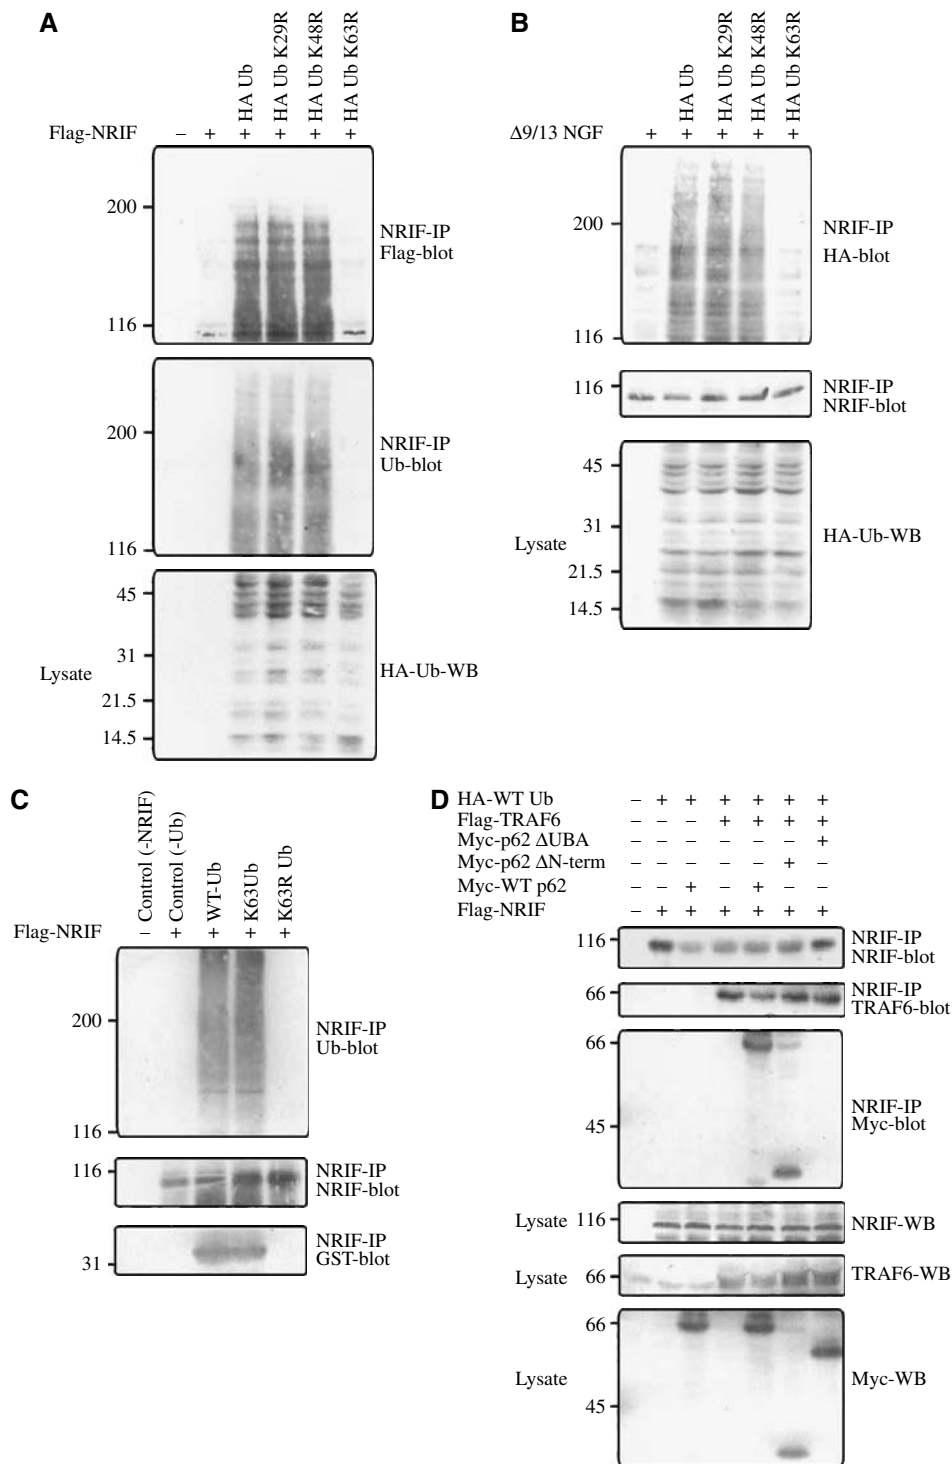 A
HA Ub
HA Ub K29R
HA Ub K48R
HA Ub K63R
Flag-NRIF – + + + + +
200
116
NRIF-IP
Flag-blot
200
116
NRIF-IP
Ub-blot
45
31
21.5
14.5
Lysate
HA-Ub-WB
B
HA Ub
HA Ub K29R
HA Ub K48R
HA Ub K63R
Δ9/13 NGF + + + + +
200
116
NRIF-IP
HA-blot
116
NRIF-IP
NRIF-blot
45
31
21.5
14.5
Lysate
HA-Ub-WB
C
Control (-NRIF)
Control (-Ub)
WT-Ub
K63Ub
K63R Ub
Flag-NRIF – + + + +
200
116
NRIF-IP
Ub-blot
116
NRIF-IP
NRIF-blot
31
NRIF-IP
GST-blot
D
HA-WT Ub – + + + + + +
Flag-TRAF6 – – – + + + +
Myc-p62 ΔUBA – – – – – – +
Myc-p62 ΔN-term – – – – – + –
Myc-WT p62 – – + – + – –
Flag-NRIF – + + + + + +
116
NRIF-IP
NRIF-blot
66
NRIF-IP
TRAF6-blot
66
45
NRIF-IP
Myc-blot
Lysate 116 NRIF-WB
Lysate 66 TRAF6-WB
66
45
Lysate
Myc-WB